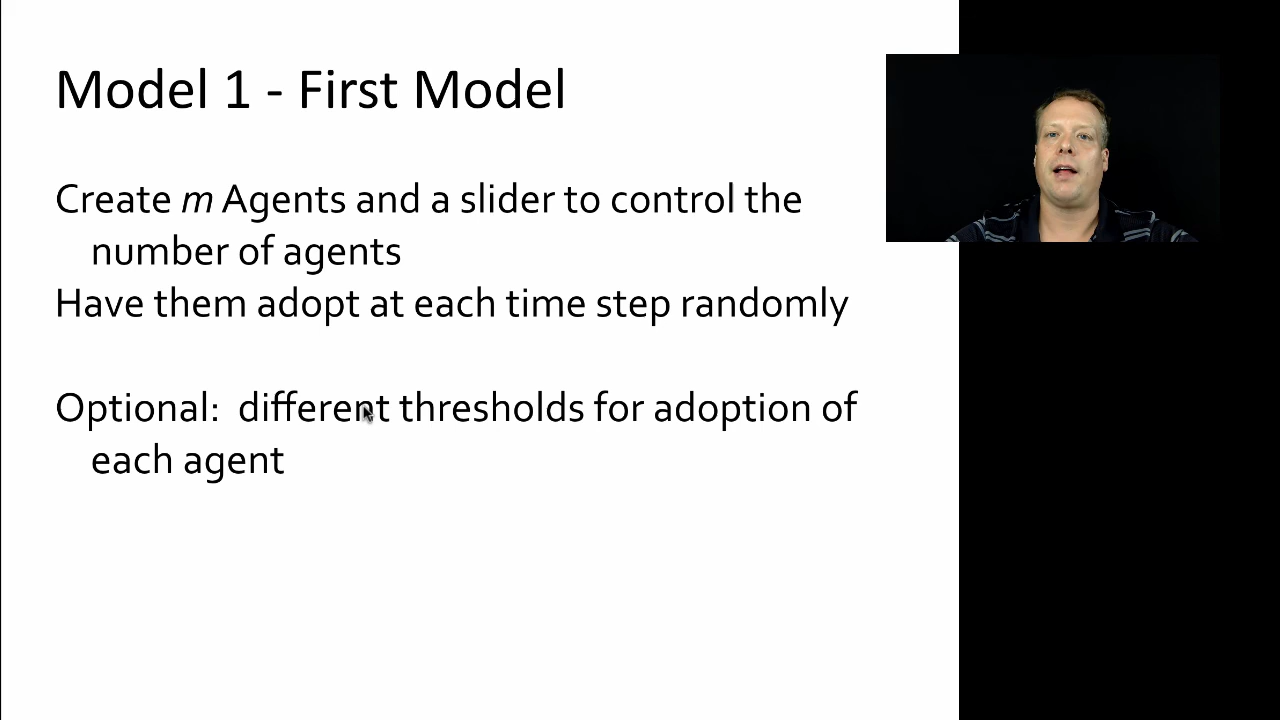 Model 1 - First Model
Create m Agents and a slider to control the
number of agents
Have them adopt at each time step randomly
Optional:  different thresholds for adoption of
each agent